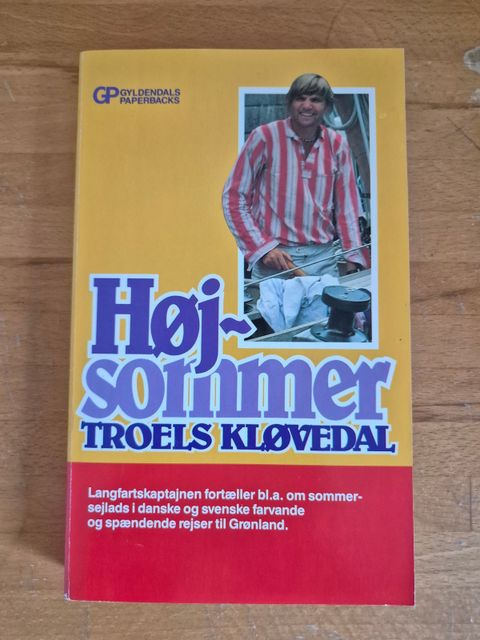 GP GYLDENDALS
PAPERBACKS
Høj-
sommer
TROELS KLØVEDAL
Langfartskaptajnen fortæller bl.a. om sommer-
sejlads i danske og svenske farvande
og spændende rejser til Grønland.